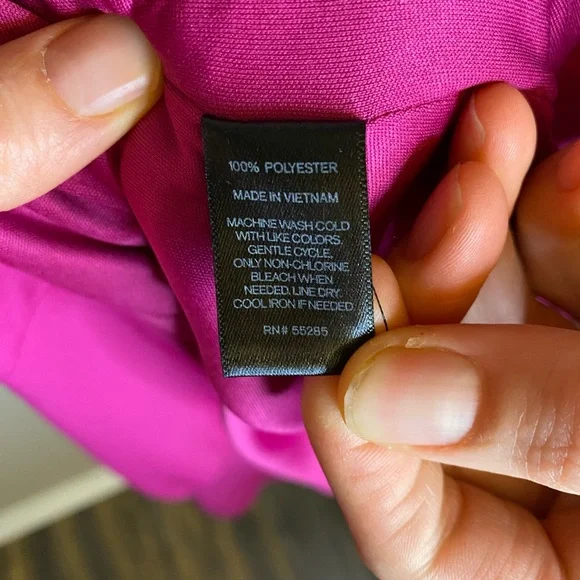 100% POLYESTER
MADE IN VIETNAM
MACHINE WASH COLD
WITH LIKE COLORS,
GENTLE CYCLE,
ONLY NON-CHLORINE
BLEACH WHEN
NEEDED. LINE DRY,
COOL IRON IF NEEDED
RN# 55285